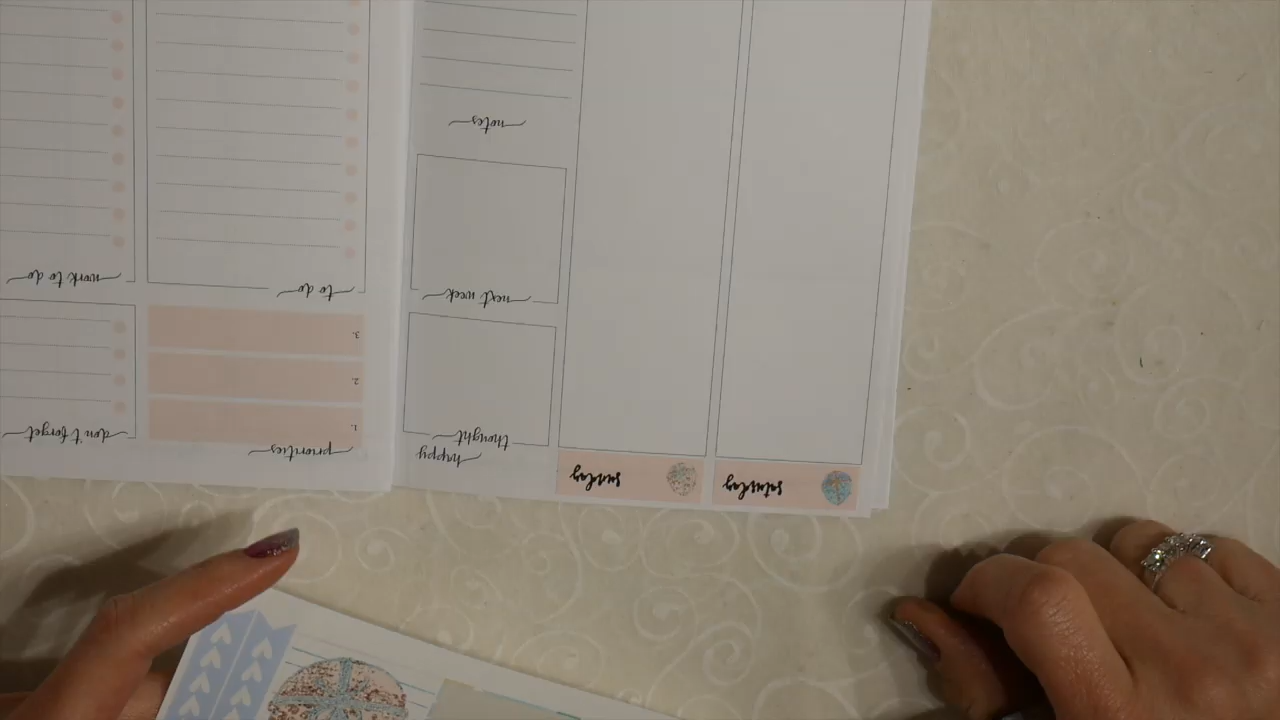 priorities
1.
2.
3.
to do
don't forget
work to do
saturday
sunday
happy
thought
next week
notes